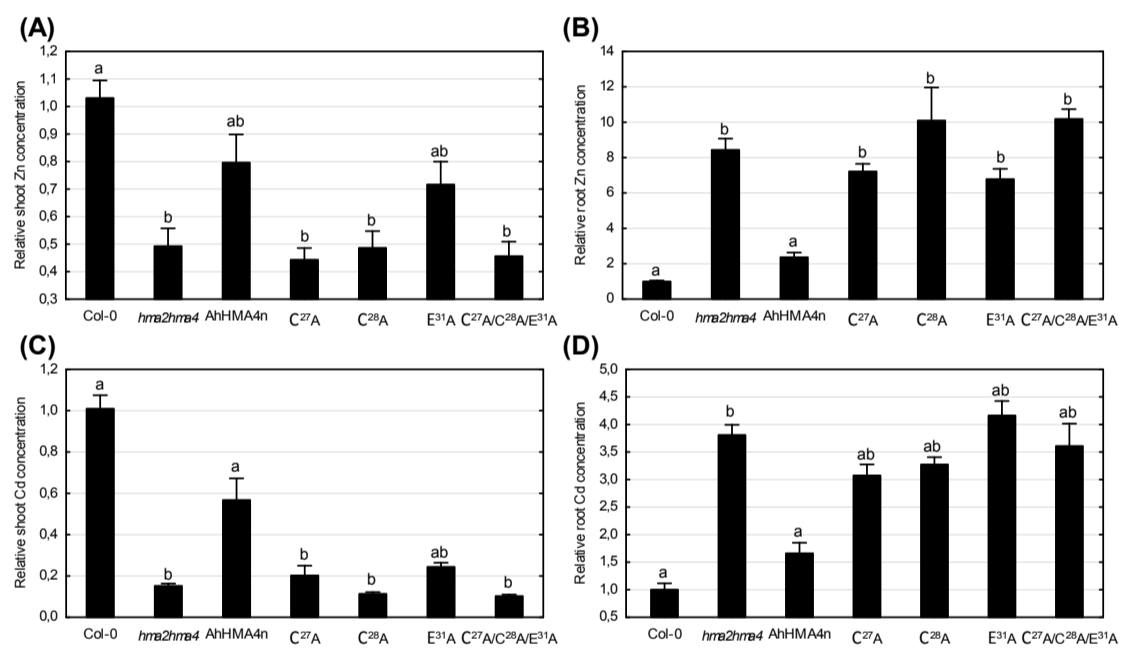 (A)
Relative shoot Zn concentration
1,2
1,1
1,0
0,9
0,8
0,7
0,6
0,5
0,4
0,3
a
b
ab
b
b
ab
b
Col-0 hma2hma4 AhHMA4n C²⁷A C²⁸A E³¹A C²⁷A/C²⁸A/E³¹A
(B)
Relative root Zn concentration
14
12
10
8
6
4
2
0
a
b
a
b
b
b
b
Col-0 hma2hma4 AhHMA4n C²⁷A C²⁸A E³¹A C²⁷A/C²⁸A/E³¹A
(C)
Relative shoot Cd concentration
1,2
1,0
0,8
0,6
0,4
0,2
0,0
a
b
a
b
b
ab
b
Col-0 hma2hma4 AhHMA4n C²⁷A C²⁸A E³¹A C²⁷A/C²⁸A/E³¹A
(D)
Relative root Cd concentration
5,0
4,5
4,0
3,0
2,5
2,0
1,5
1,0
0,5
a
b
a
ab
ab
ab
ab
Col-0 hma2hma4 AhHMA4n C²⁷A C²⁸A E³¹A C²⁷A/C²⁸A/E³¹A